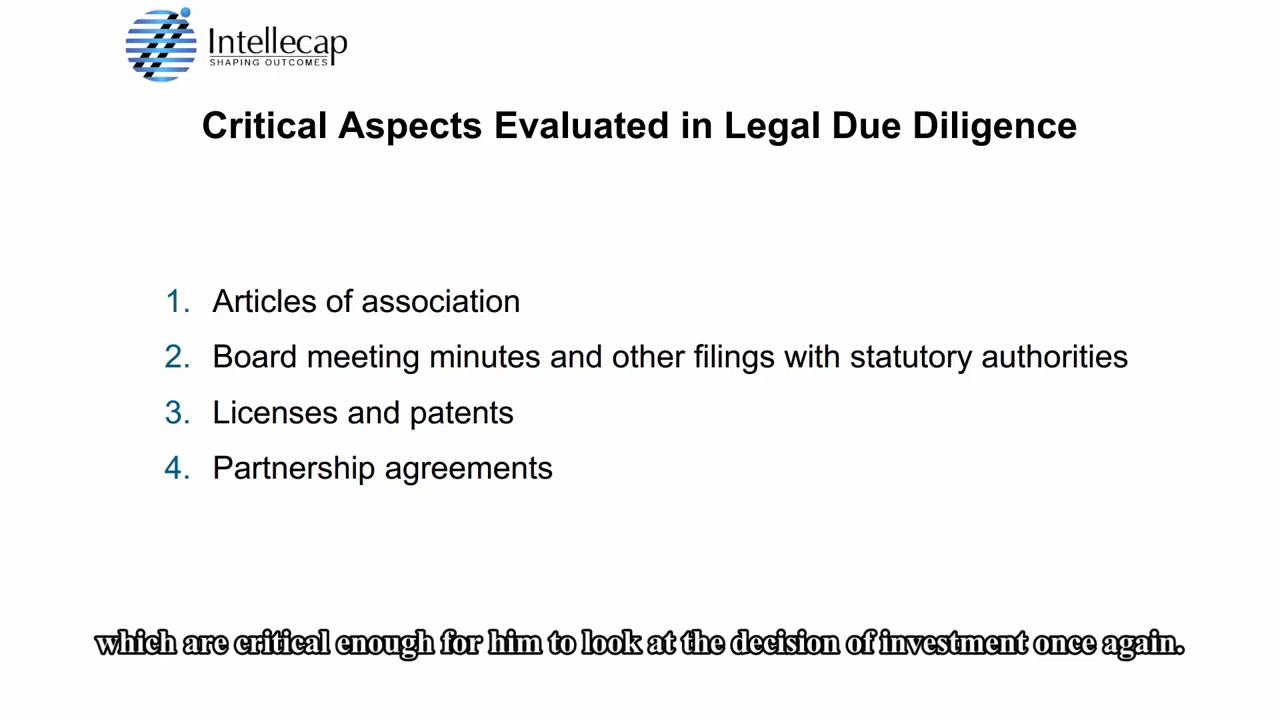 Intellecap
SHAPING OUTCOMES
Critical Aspects Evaluated in Legal Due Diligence
1. Articles of association
2. Board meeting minutes and other filings with statutory authorities
3. Licenses and patents
4. Partnership agreements
which are critical enough for him to look at the decision of investment once again.